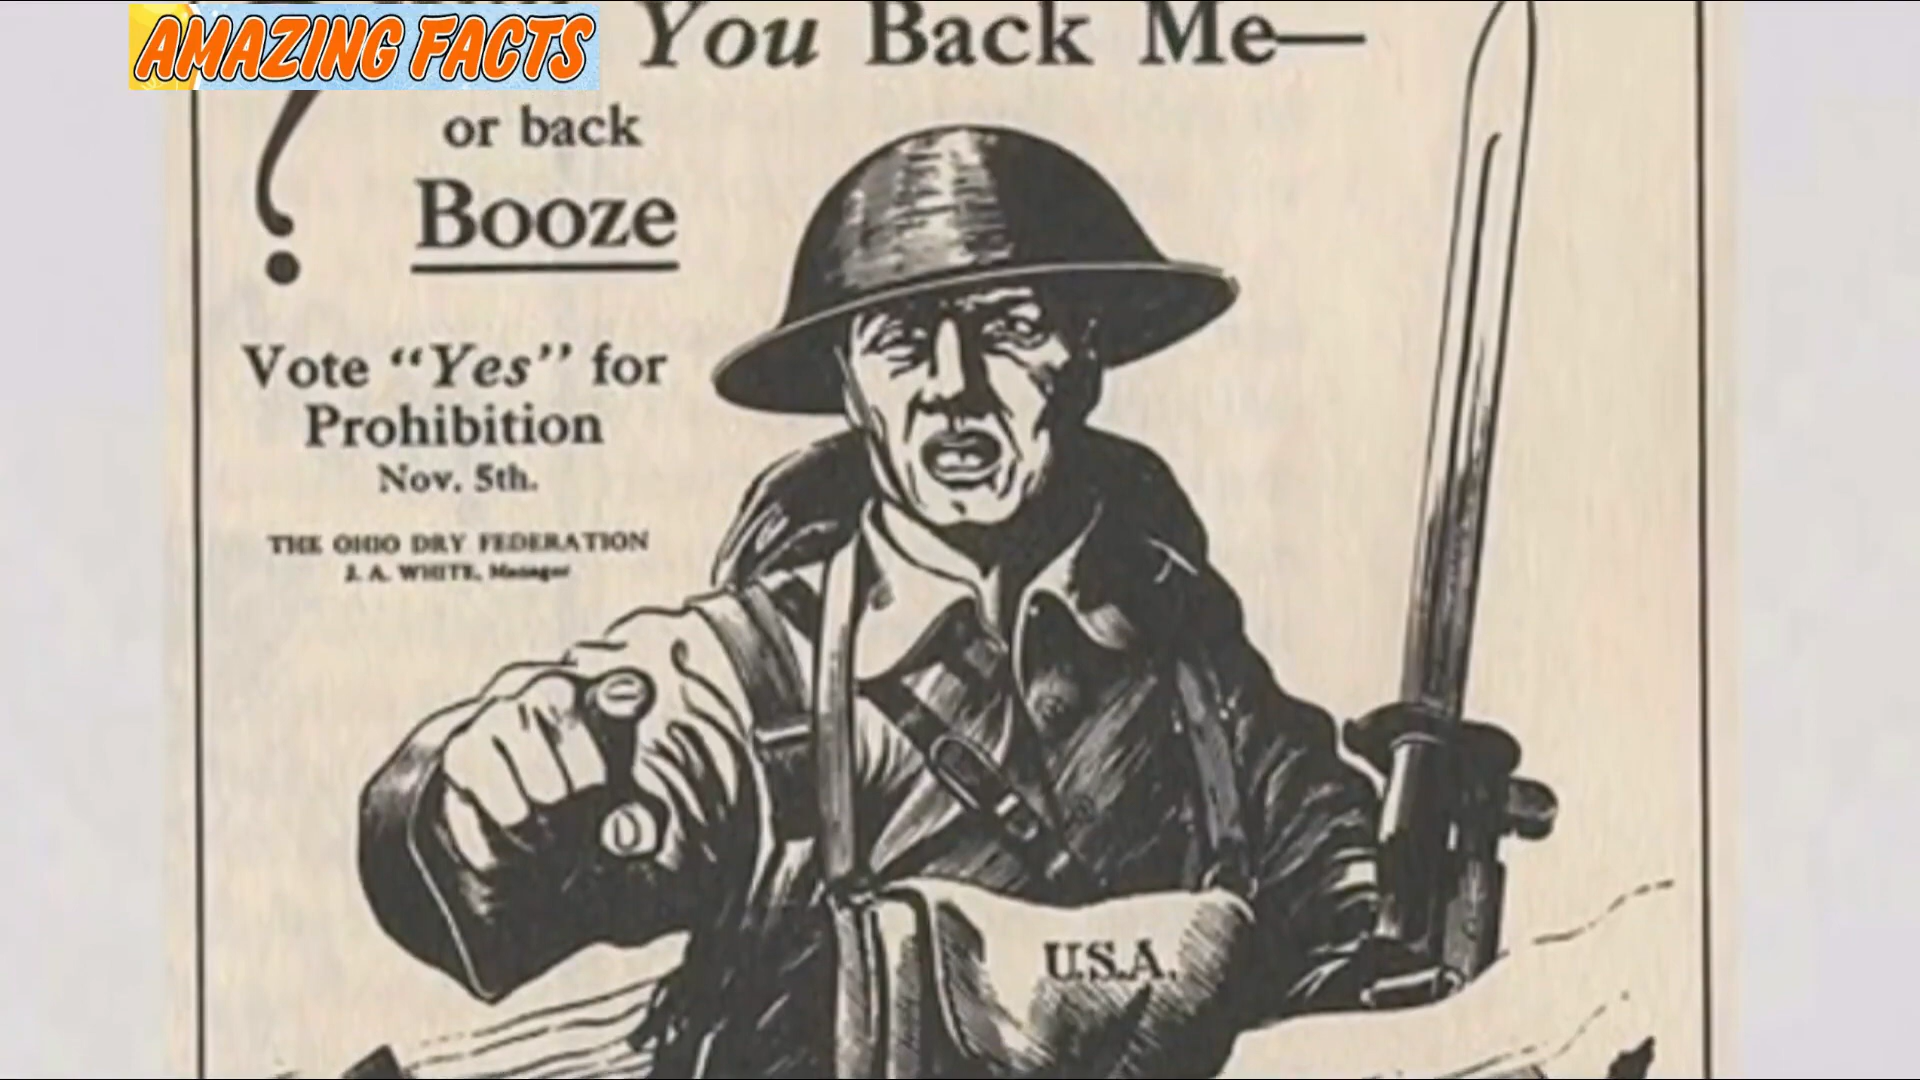 AMAZING FACTS
You Back Me—
or back
Booze
?
Vote “Yes” for
Prohibition
Nov. 5th.
THE OHIO DRY FEDERATION
J. A. WHITE, Manager
U.S.A.